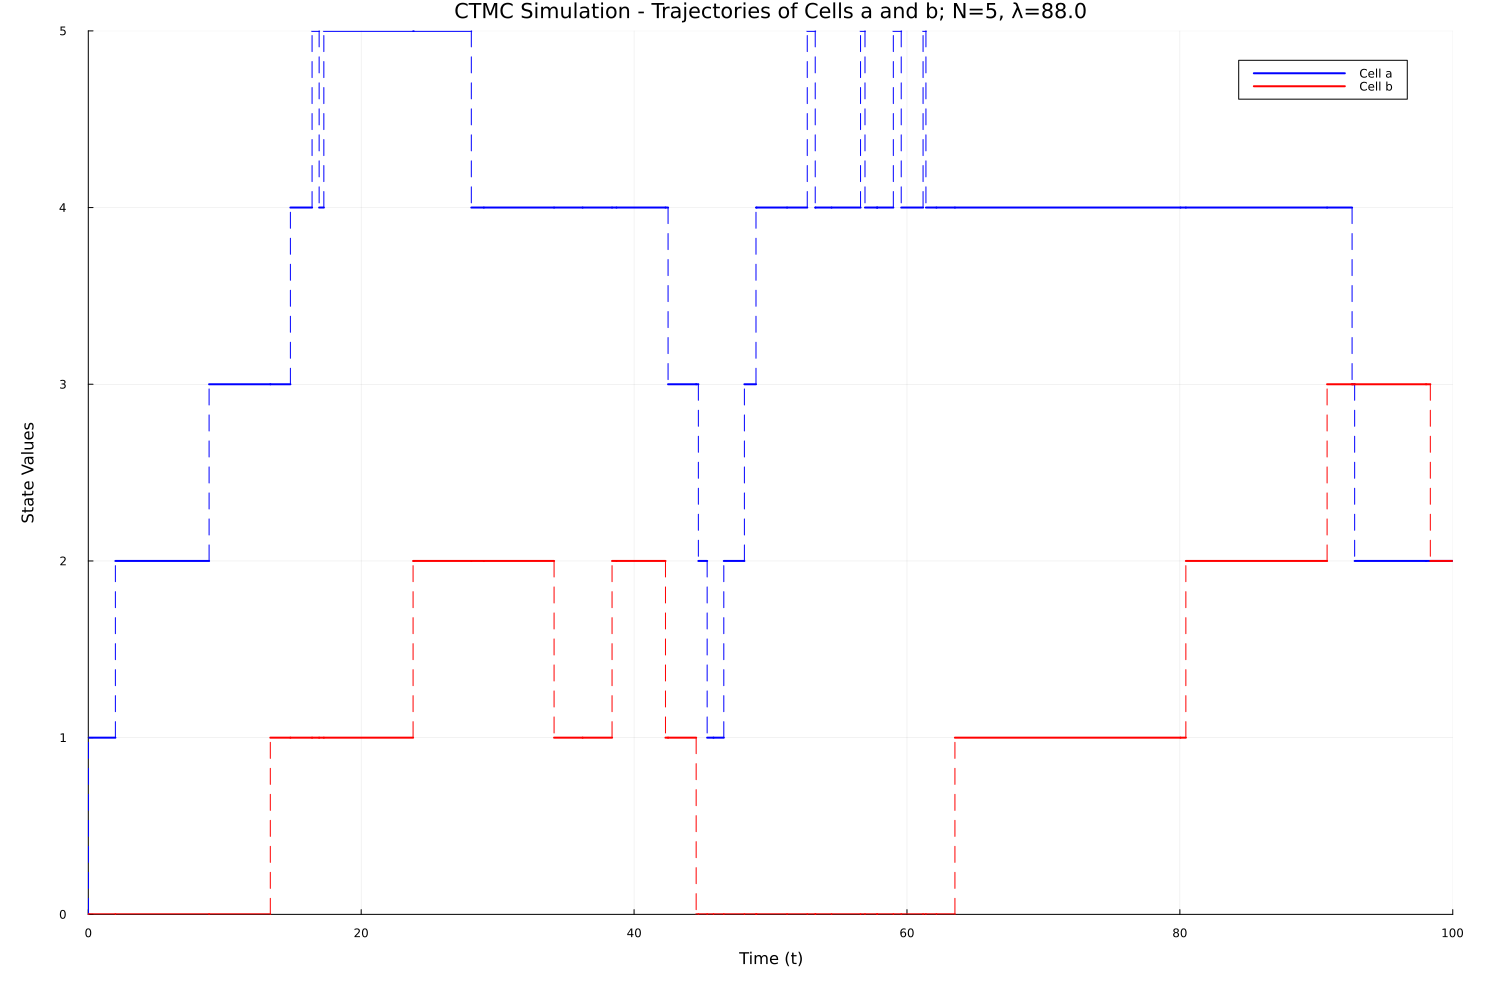 CTMC Simulation - Trajectories of Cells a and b; N=5, λ=88.0
5
4
3
2
1
0
State Values
Cell a
Cell b
0 20 40 60 80 100
Time (t)